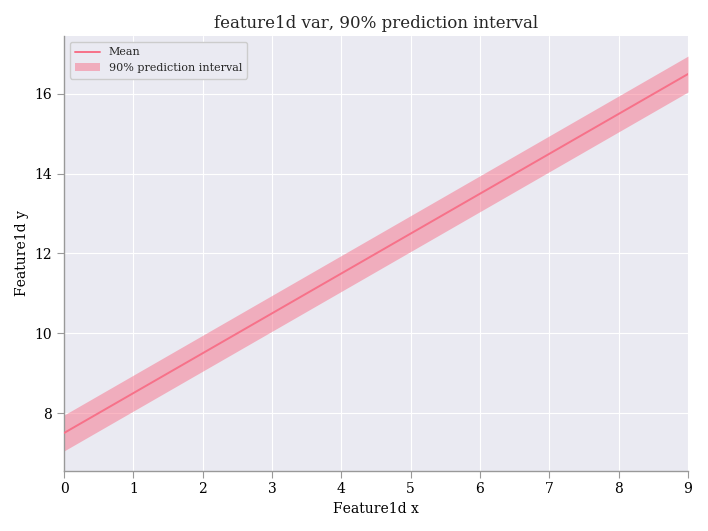 feature1d var, 90% prediction interval
Mean
90% prediction interval
16
14
12
10
8
Feature1d y
0 1 2 3 4 5 6 7 8 9
Feature1d x